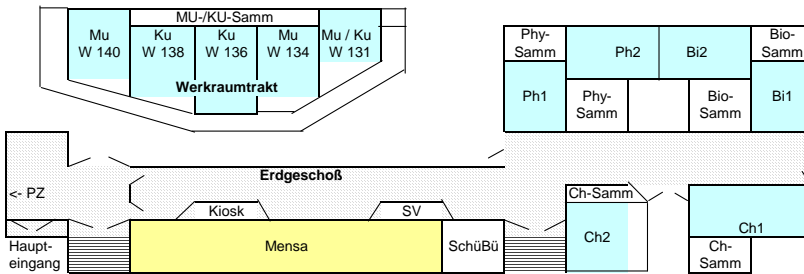 MU-/KU-Samm
Mu
W 140
Ku
W 138
Ku
W 136
Mu
W 134
Mu / Ku
W 131
Werkraumtrakt
Phy-
Samm
Ph2
Bi2
Bio-
Samm
Ph1
Phy-
Samm
Bio-
Samm
Bi1
Erdgeschoß
<- PZ
Kiosk
SV
Ch-Samm
Haupt-
eingang
Mensa
SchüBü
Ch2
Ch1
Ch-
Samm